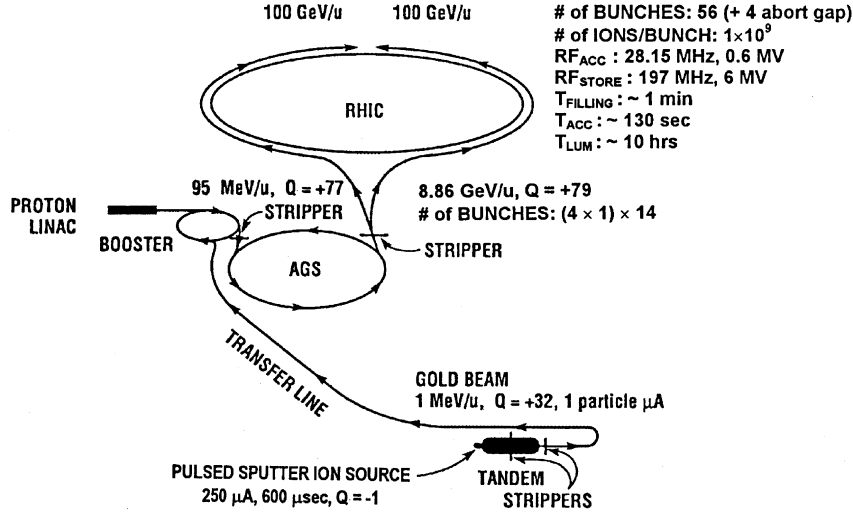 100 GeV/u 100 GeV/u
# of BUNCHES: 56 (+ 4 abort gap)
# of IONS/BUNCH: 1×10⁹
RF_ACC : 28.15 MHz, 0.6 MV
RF_STORE : 197 MHz, 6 MV
T_FILLING : ~ 1 min
T_ACC : ~ 130 sec
T_LUM : ~ 10 hrs
RHIC
95 MeV/u, Q = +77
STRIPPER
8.86 GeV/u, Q = +79
# of BUNCHES: (4 × 1) × 14
PROTON
LINAC
BOOSTER
STRIPPER
AGS
TRANSFER LINE
GOLD BEAM
1 MeV/u, Q = +32, 1 particle μA
PULSED SPUTTER ION SOURCE
250 μA, 600 μsec, Q = -1
TANDEM
STRIPPERS